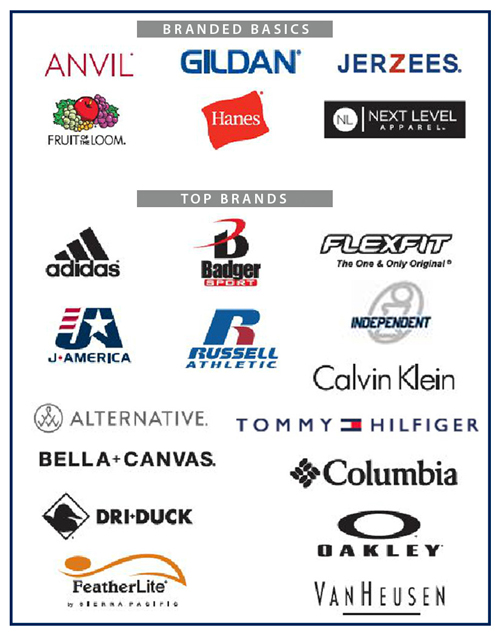 BRANDED BASICS
ANVIL®
GILDAN®
JERZEES®
FRUIT OF THE LOOM®
Hanes
NL NEXT LEVEL
APPAREL
TOP BRANDS
adidas
B
Badger
SPORT
FLEXFIT
The One & Only Original®
JA
J•AMERICA
R
RUSSELL
ATHLETIC
INDEPENDENT
Calvin Klein
A ALTERNATIVE®
TOMMY HILFIGER
BELLA+CANVAS®
Columbia
DRI•DUCK
OAKLEY
FeatherLite®
by SIERRA PACIFIC
VANHEUSEN